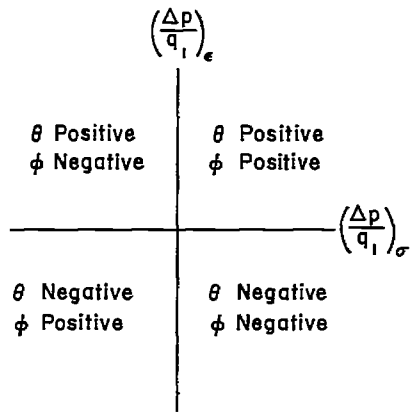 (Δp/q₁)ϵ
θ Positive
ϕ Negative
θ Positive
ϕ Positive
(Δp/q₁)σ
θ Negative
ϕ Positive
θ Negative
ϕ Negative